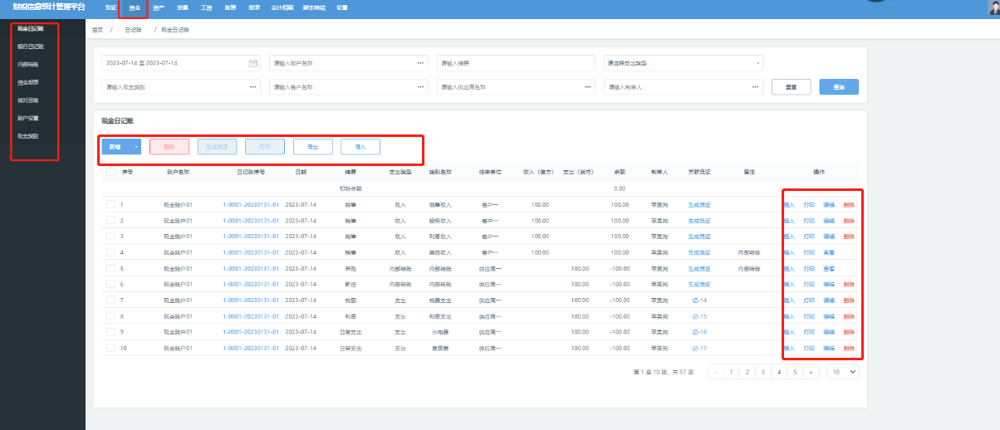 财税信息统计管理平台 凭证 资金 资产 发票 工资 账簿 报表 会计档案 期末转结 设置
现金日记账
银行日记账
内部转账
资金报表
核对总账
账户设置
收支类别
首页 / 日记账 / 现金日记账
2023-07-14 至 2023-07-14 请输入账户名称 请输入摘要 请选择支出类型
请输入收支类别 请输入客户名称 请输入供应商名称 请输入制单人 重置 查询
现金日记账
新增 删除 生成凭证 打印 导出 导入
序号 账户名称 日记账序号 日期 摘要 支出类型 类别名称 往来单位 收入（借方） 支出（贷方） 余额 制单人 关联凭证 备注 操作
初始余额 0.00
1 现金账户01 1-0001-20230131-01 2023-07-14 销售 收入 销售收入 客户一 100.00 100.00 苹果狗 生成凭证 插入 打印 编辑 删除
2 现金账户01 1-0001-20230131-01 2023-07-14 销售 收入 服务收入 客户一 100.00 100.00 苹果狗 生成凭证 插入 打印 编辑 删除
3 现金账户01 1-0001-20230131-01 2023-07-14 销售 收入 利息收入 客户一 100.00 100.00 苹果狗 生成凭证 插入 打印 编辑 删除
4 现金账户01 1-0001-20230131-01 2023-07-14 销售 收入 其他收入 客户一 100.00 100.00 苹果狗 生成凭证 内部转账 插入 打印 查看
5 现金账户01 1-0001-20230131-01 2023-07-14 采购 内部转账 内部转账 供应商一 100.00 -100.00 苹果狗 生成凭证 内部转账 插入 打印 查看
6 现金账户01 1-0001-20230131-01 2023-07-14 内部转账 内部转账 供应商一 100.00 -100.00 苹果狗 生成凭证 插入 打印 编辑 删除
7 现金账户01 1-0001-20230131-01 2023-07-14 税额 支出 税费支出 供应商一 100.00 -100.00 苹果狗 记-14 插入 打印 编辑 删除
8 现金账户01 1-0001-20230131-01 2023-07-14 利息 支出 利息支出 供应商一 100.00 -100.00 苹果狗 记-15 插入 打印 编辑 删除
9 现金账户01 1-0001-20230131-01 2023-07-14 日常支出 支出 水电费 供应商一 100.00 -100.00 苹果狗 记-16 插入 打印 编辑 删除
10 现金账户01 1-0001-20230131-01 2023-07-14 日常支出 支出 差旅费 供应商一 100.00 -100.00 苹果狗 记-17 插入 打印 编辑 删除
第 1 至 10 项，共 57 项 < 1 2 3 4 5 > 10